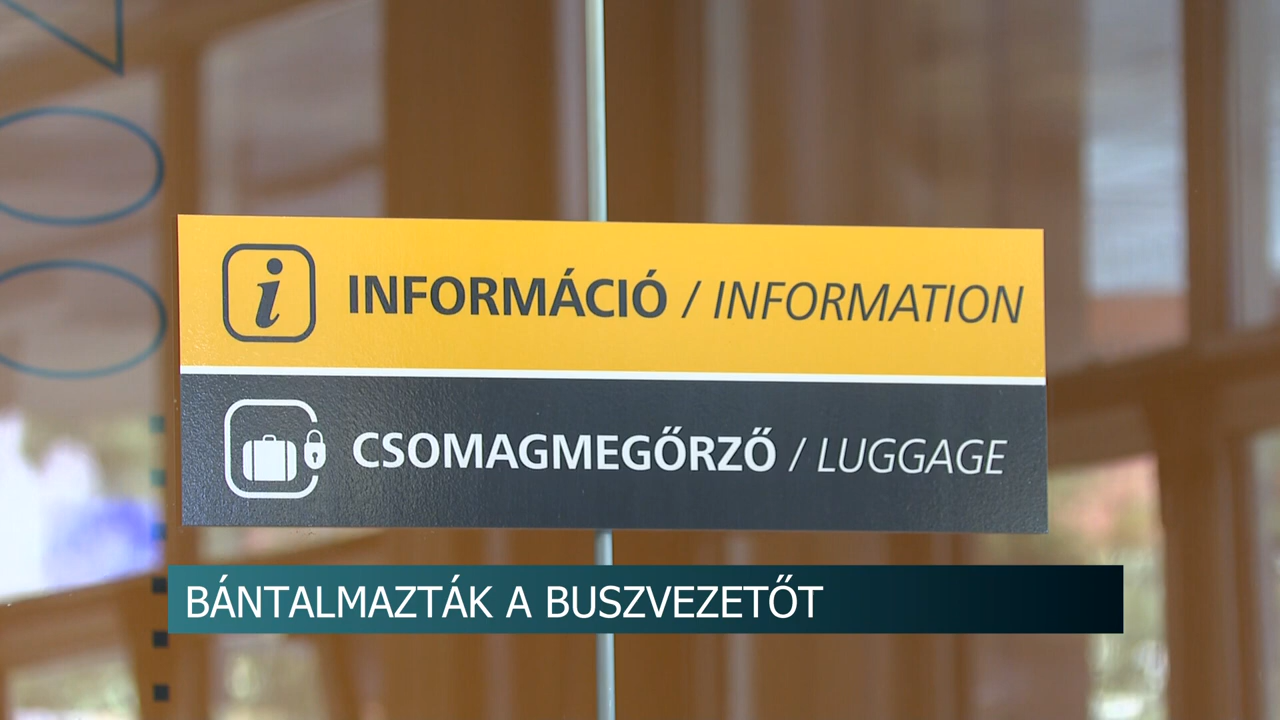 INFORMÁCIÓ / INFORMATION
CSOMAGMEGŐRZŐ / LUGGAGE
BÁNTALMAZTÁK A BUSZVEZETŐT